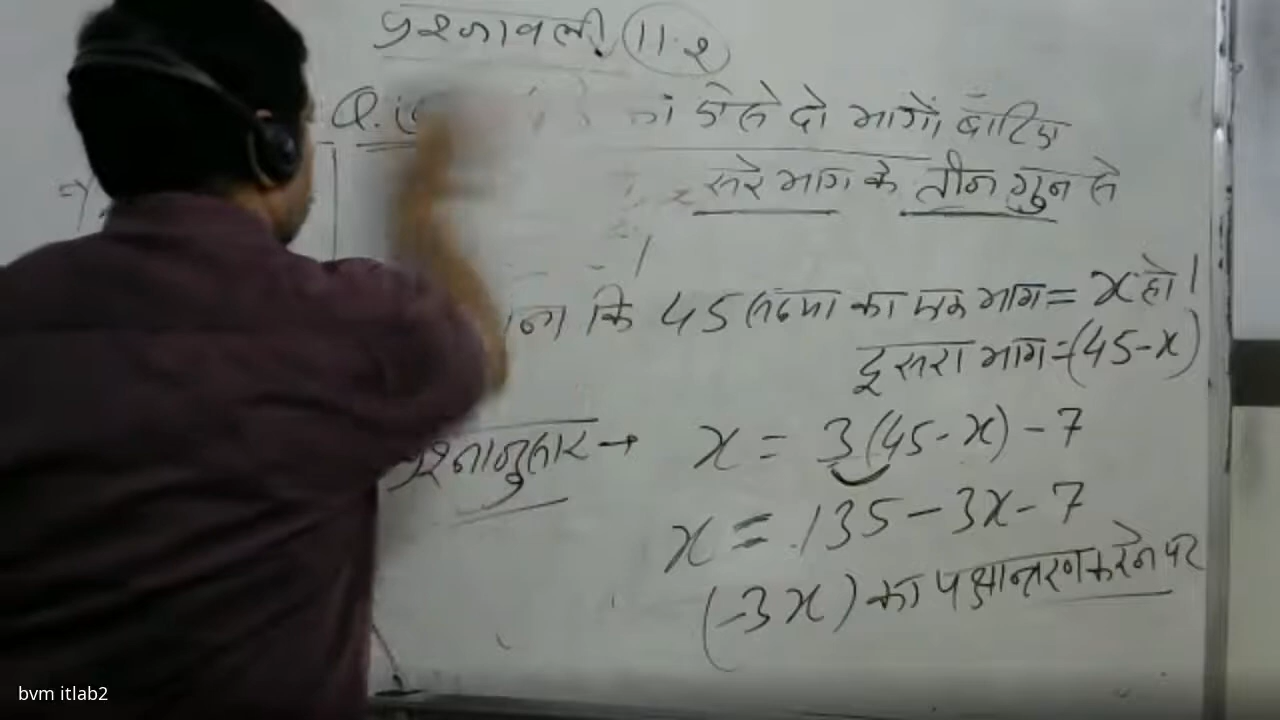 प्रश्नावली 11.2
Q. दो भागों बाँटिए
भाग के तीन गुने से
कि 45 संख्या का एक भाग = x हो।
दूसरा भाग = (45-x)
प्रश्नानुसार → x = 3(45-x) - 7
x = 135 - 3x - 7
(-3x) का पक्षान्तरण करने पर
bvm itlab2